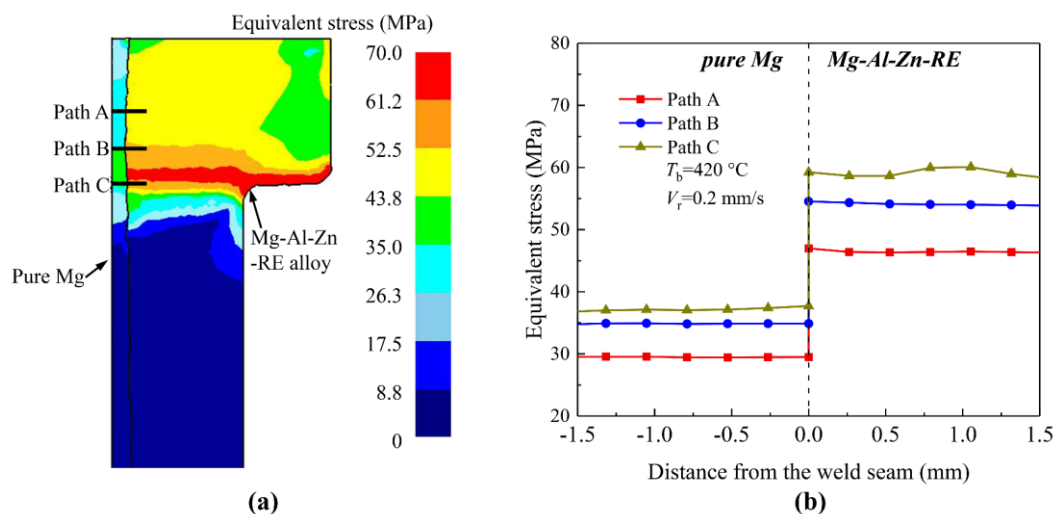 Equivalent stress (MPa)
70.0
61.2
52.5
43.8
35.0
26.3
17.5
8.8
0
Path A
Path B
Path C
Pure Mg
Mg-Al-Zn
-RE alloy
(a)
Equivalent stress (MPa)
80
70
60
50
40
30
20
pure Mg
Mg-Al-Zn-RE
Path A
Path B
Path C
T_b=420 °C
V_r=0.2 mm/s
-1.5 -1.0 -0.5 0.0 0.5 1.0 1.5
Distance from the weld seam (mm)
(b)